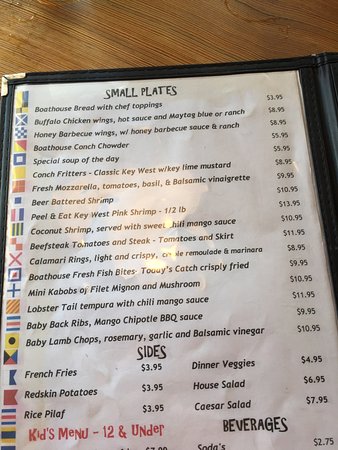 SMALL PLATES
Boathouse Bread with chef toppings $3.95
Buffalo Chicken wings, hot sauce and Maytag blue or ranch $8.95
Honey Barbecue wings, w/ honey barbecue sauce & ranch $8.95
Boathouse Conch Chowder $5.95
Special soup of the day $5.95
Conch Fritters - Classic Key West w/key lime mustard $8.95
Fresh Mozzarella, tomatoes, basil, & Balsamic vinaigrette $9.95
Beer Battered Shrimp $10.95
Peel & Eat Key West Pink Shrimp - 1/2 lb $13.95
Coconut Shrimp, served with sweet chili mango sauce $10.95
Beefsteak Tomatoes and Steak - Tomatoes and Skirt $11.95
Calamari Rings, light and crispy, creole remoulade & marinara $8.95
Boathouse Fresh Fish Bites- Today's Catch crisply fried $9.95
Mini Kabobs of Filet Mignon and Mushroom $10.95
Lobster Tail tempura with chili mango sauce $11.95
Baby Back Ribs, Mango Chipotle BBQ sauce $10.95
Baby Lamb Chops, rosemary, garlic and Balsamic vinegar $10.95
SIDES
French Fries $3.95 Dinner Veggies $4.95
Redskin Potatoes $3.95 House Salad $6.95
Rice Pilaf $3.95 Caesar Salad $7.95
Kid's Menu - 12 & Under
BEVERAGES
Soda's $2.75